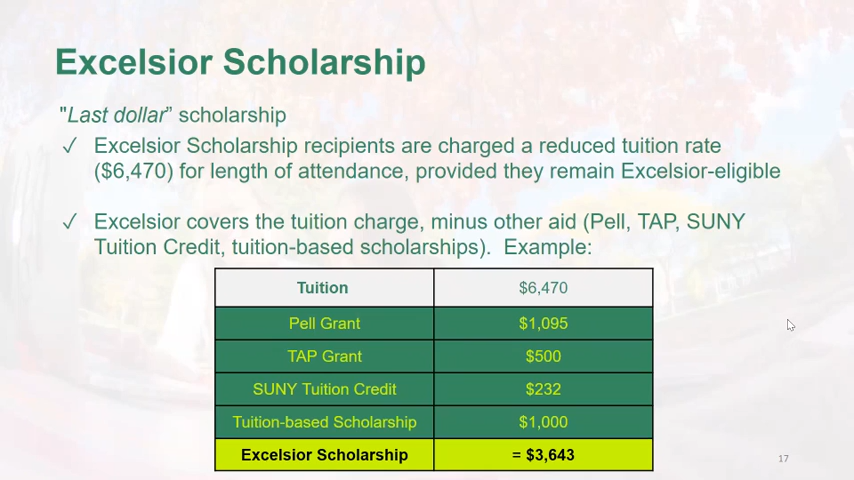 Excelsior Scholarship
"Last dollar” scholarship
✓ Excelsior Scholarship recipients are charged a reduced tuition rate
($6,470) for length of attendance, provided they remain Excelsior-eligible
✓ Excelsior covers the tuition charge, minus other aid (Pell, TAP, SUNY
Tuition Credit, tuition-based scholarships). Example:
Tuition $6,470
Pell Grant $1,095
TAP Grant $500
SUNY Tuition Credit $232
Tuition-based Scholarship $1,000
Excelsior Scholarship = $3,643
17